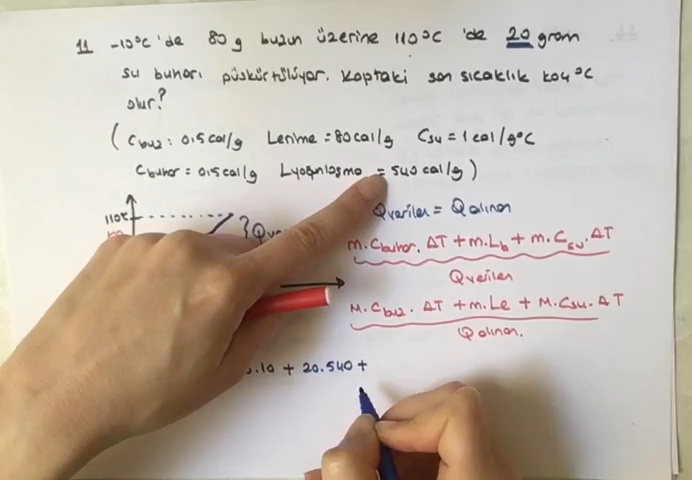 11 -10°C'de 80 g buzun üzerine 110°C 'de 20 gram
su buharı püskürtülüyor. Kaptaki son sıcaklık kaç °C
olur?
( Cbuz : 0,5 cal/g Lerime = 80 cal/g Csu = 1 cal/g°C
Cbuhar = 0,5 cal/g Lyoğunlaşma = 540 cal/g )
110°C
Qverilen = Qalınan
m.Cbuhar.ΔT + m.Lb + m.Csu.ΔT
Qverilen
M.Cbuz.ΔT + m.Le + M.Csu.ΔT
Qalınan.
.10 + 20.540 +